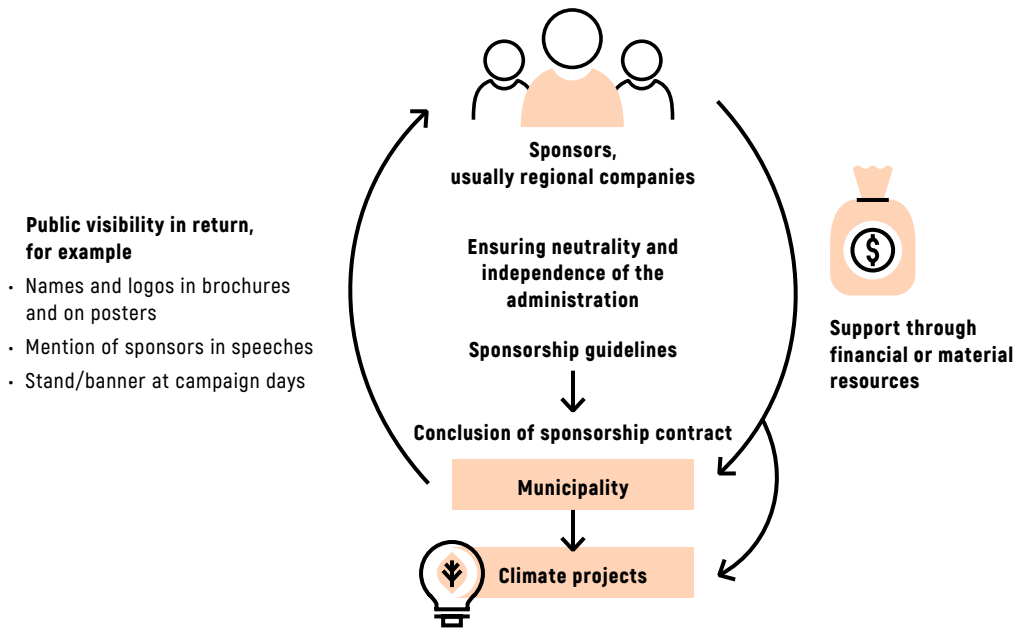 Sponsors,
usually regional companies
Public visibility in return,
for example
· Names and logos in brochures
and on posters
· Mention of sponsors in speeches
· Stand/banner at campaign days
Ensuring neutrality and
independence of the
administration
Sponsorship guidelines
$
Support through
financial or material
resources
Conclusion of sponsorship contract
Municipality
Climate projects